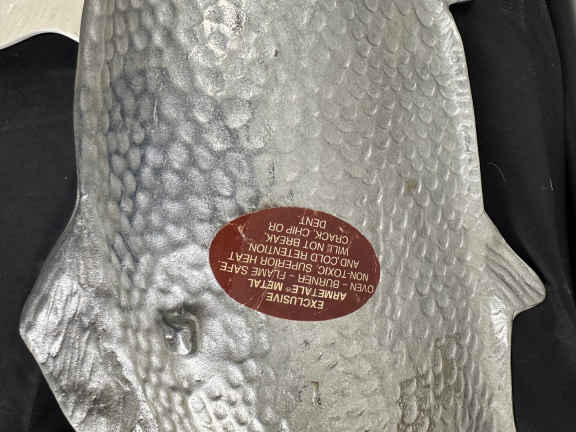 EXCLUSIVE
ARMETALE® METAL
OVEN - BURNER - FLAME SAFE.
NON-TOXIC. SUPERIOR HEAT
AND COLD RETENTION.
WILL NOT BREAK,
CRACK, CHIP OR
DENT.